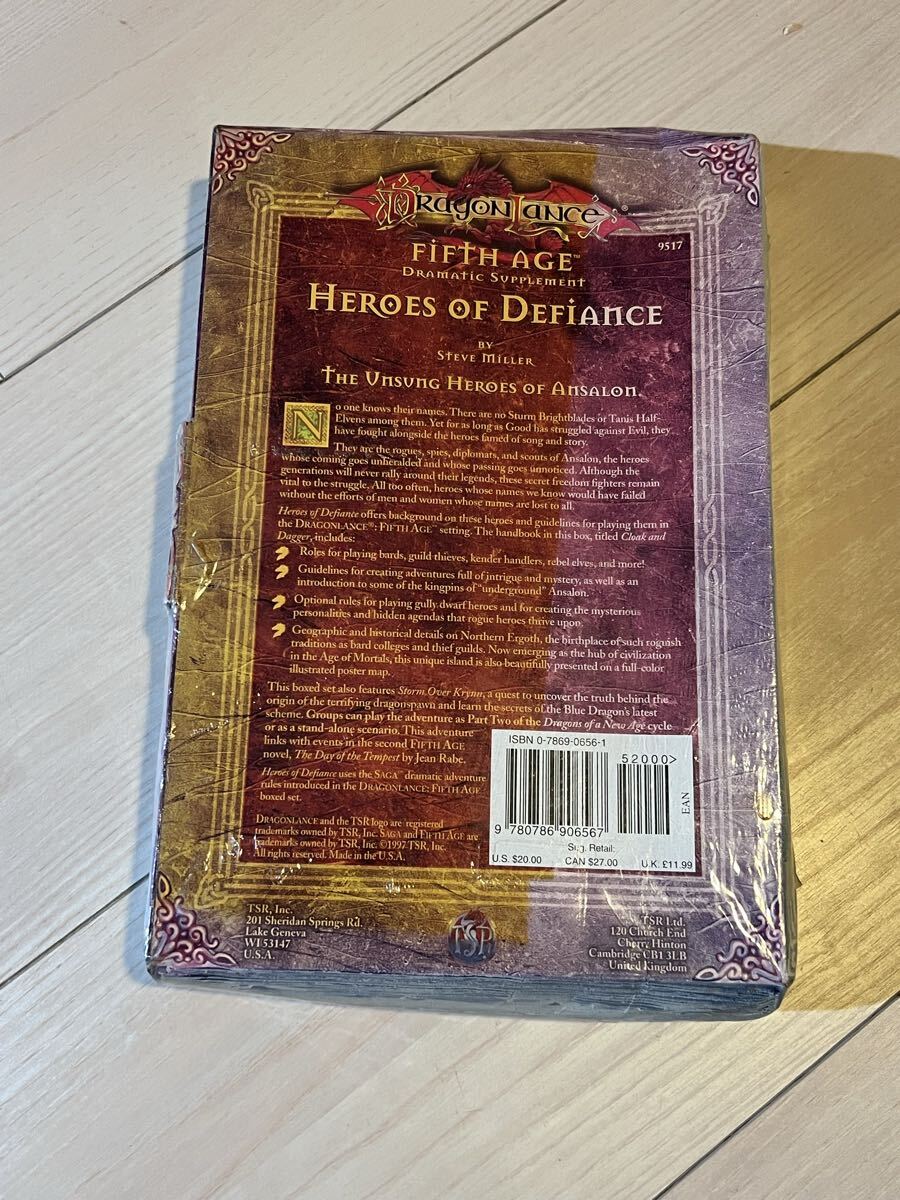 DRAGONLANCE®
9517
FIFTH AGE™
DRAMATIC SUPPLEMENT
HEROES OF DEFIANCE
BY
STEVE MILLER
THE UNSUNG HEROES OF ANSALON
No one knows their names. There are no Sturm Brightblades or Tanis Half-
Elvens among them. Yet for as long as Good has struggled against Evil, they
have fought alongside the heroes famed of song and story.
They are the rogues, spies, diplomats, and scouts of Ansalon, the heroes
whose coming goes unheralded and whose passing goes unnoticed. Although the
generations will never rally around their legends, these secret freedom fighters remain
vital to the struggle. All too often, heroes whose names we know would have failed
without the efforts of men and women whose names are lost to all.
Heroes of Defiance offers background on these heroes and guidelines for playing them in
the DRAGONLANCE®: FIFTH AGE™ setting. The handbook in this box, titled Cloak and
Dagger, includes:
Roles for playing bards, guild thieves, kender handlers, rebel elves, and more!
Guidelines for creating adventures full of intrigue and mystery, as well as an
introduction to some of the kingpins of "underground" Ansalon.
Optional rules for playing gully dwarf heroes and for creating the mysterious
personalities and hidden agendas that rogue heroes thrive upon.
Geographic and historical details on Northern Ergoth, the birthplace of such roguish
traditions as bard colleges and thief guilds. Now emerging as the hub of civilization
in the Age of Mortals, this unique island is also beautifully presented on a full-color
illustrated poster map.
This boxed set also features Storm Over Krynn, a quest to uncover the truth behind the
origin of the terrifying dragonspawn and learn the secrets of the Blue Dragon's latest
scheme. Groups can play the adventure as Part Two of the Dragons of a New Age cycle
or as a stand-alone scenario. This adventure
links with events in the second FIFTH AGE
novel, The Day of the Tempest by Jean Rabe.
Heroes of Defiance uses the SAGA™ dramatic adventure
rules introduced in the DRAGONLANCE: FIFTH AGE
boxed set.
DRAGONLANCE and the TSR logo are registered
trademarks owned by TSR, Inc. SAGA and FIFTH AGE are
trademarks owned by TSR, Inc. ©1997 TSR, Inc.
All rights reserved. Made in the U.S.A.
ISBN 0-7869-0656-1
52000>
EAN
9 780786 906567
Sug. Retail:
U.S. $20.00 CAN $27.00 U.K. £11.99
TSR, Inc.
201 Sheridan Springs Rd.
Lake Geneva
WI 53147
U.S.A.
TSR
TSR Ltd.
120 Church End
Cherry Hinton
Cambridge CB1 3LB
United Kingdom